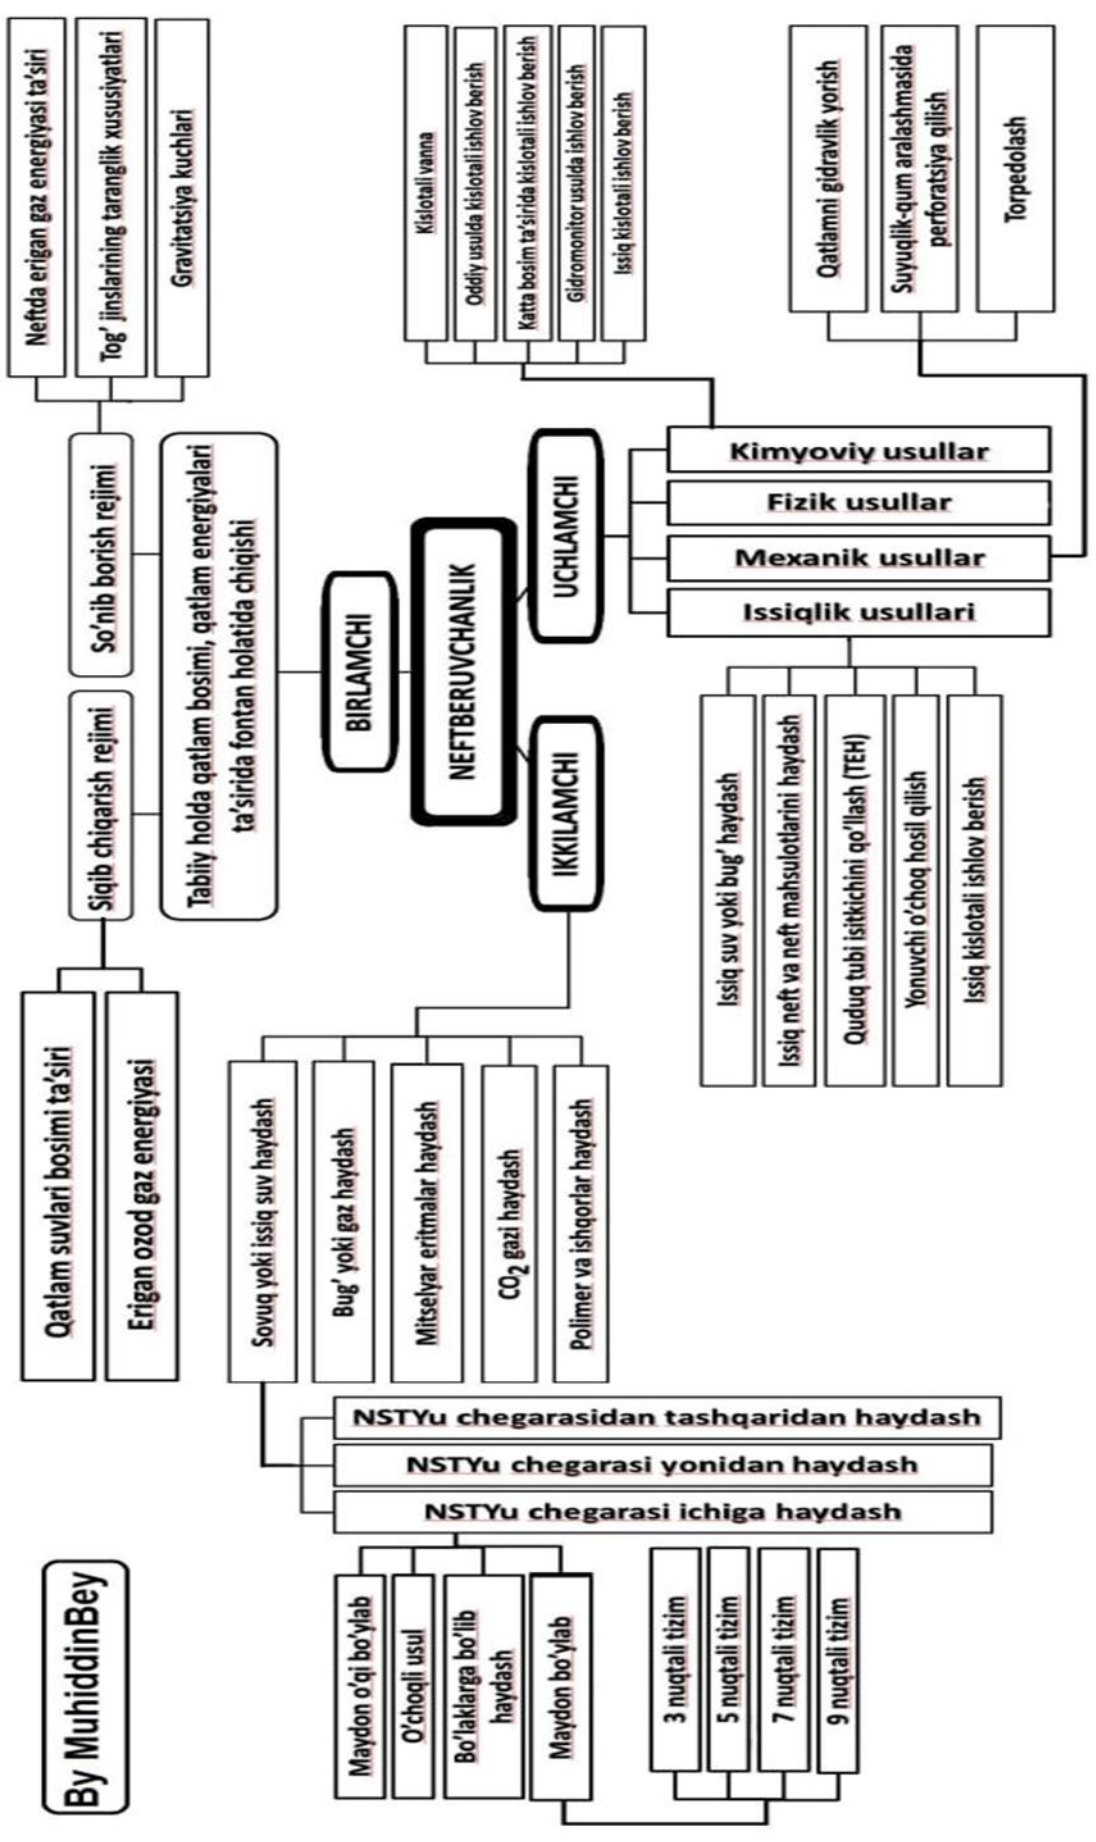 By MuhiddinBey
Qatlam suvlari bosimi ta’siri
Erigan ozod gaz energiyasi
Siqib chiqarish rejimi
So’nib borish rejimi
Neftda erigan gaz energiyasi ta’siri
Tog’ jinslarining taranglik xususiyatlari
Gravitatsiya kuchlari
Tabiiy holda qatlam bosimi, qatlam energiyalari
ta’sirida fontan holatida chiqishi
BIRLAMCHI
NEFTBERUVCHANLIK
IKKILAMCHI
UCHLAMCHI
Sovuq yoki issiq suv haydash
Bug’ yoki gaz haydash
Mitselyar eritmalar haydash
CO2 gazi haydash
Polimer va ishqorlar haydash
NSTYu chegarasidan tashqaridan haydash
NSTYu chegarasi yonidan haydash
NSTYu chegarasi ichiga haydash
Maydon o’qi bo’ylab
O’choqli usul
Bo’laklarga bo’lib
haydash
Maydon bo’ylab
3 nuqtali tizim
5 nuqtali tizim
7 nuqtali tizim
9 nuqtali tizim
Kimyoviy usullar
Fizik usullar
Mexanik usullar
Issiqlik usullari
Kislotali vanna
Oddiy usulda kislotali ishlov berish
Katta bosim ta’sirida kislotali ishlov berish
Gidromonitor usulda ishlov berish
Issiq kislotali ishlov berish
Qatlamni gidravlik yorish
Suyuqlik-qum aralashmasida
perforatsiya qilish
Torpedolash
Issiq suv yoki bug’ haydash
Issiq neft va neft mahsulotlarini haydash
Quduq tubi isitkichini qo’llash (TEH)
Yonuvchi o’choq hosil qilish
Issiq kislotali ishlov berish